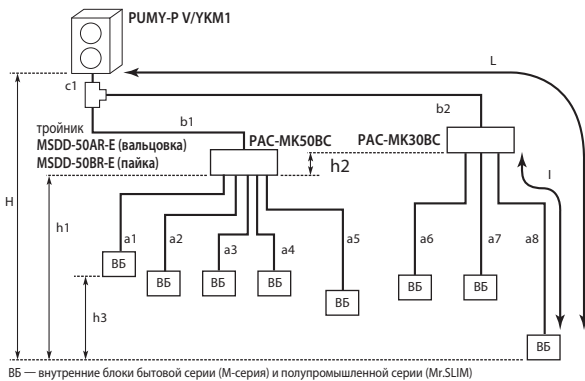 PUMY-P V/YKM1
L
c1
b1
b2
тройник
MSDD-50AR-E (вальцовка)
MSDD-50BR-E (пайка)
PAC-MK50BC
PAC-MK30BC
h2
l
H
h1
a1
a2
a3
a4
a5
a6
a7
a8
ВБ
ВБ
ВБ
ВБ
ВБ
ВБ
ВБ
h3
ВБ
ВБ — внутренние блоки бытовой серии (М-серия) и полупромышленной серии (Mr.SLIM)